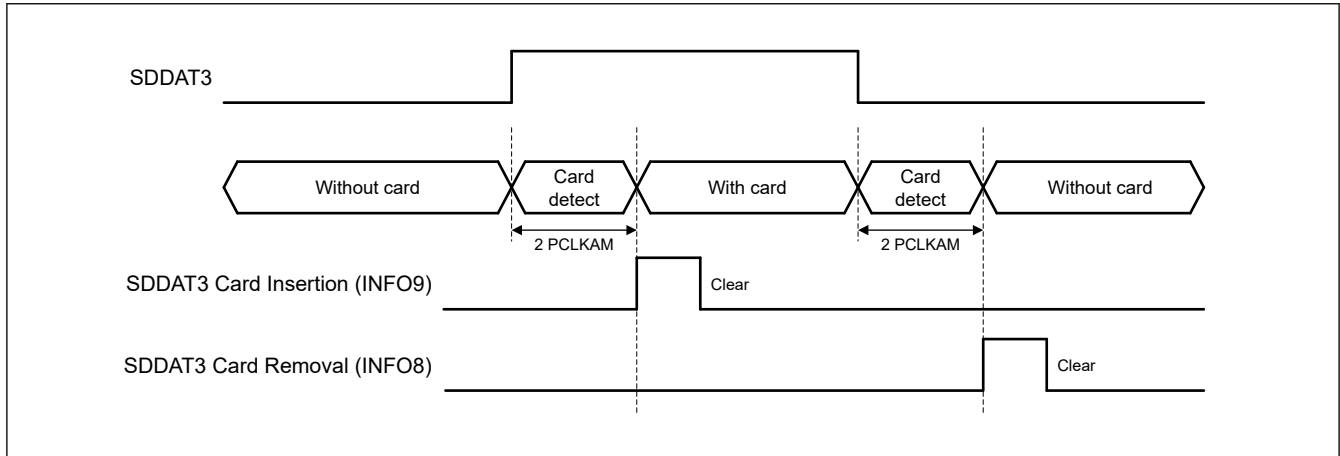 SDDAT3
Without card
Card
detect
With card
Card
detect
Without card
2 PCLKAM
2 PCLKAM
SDDAT3 Card Insertion (INFO9)
Clear
SDDAT3 Card Removal (INFO8)
Clear